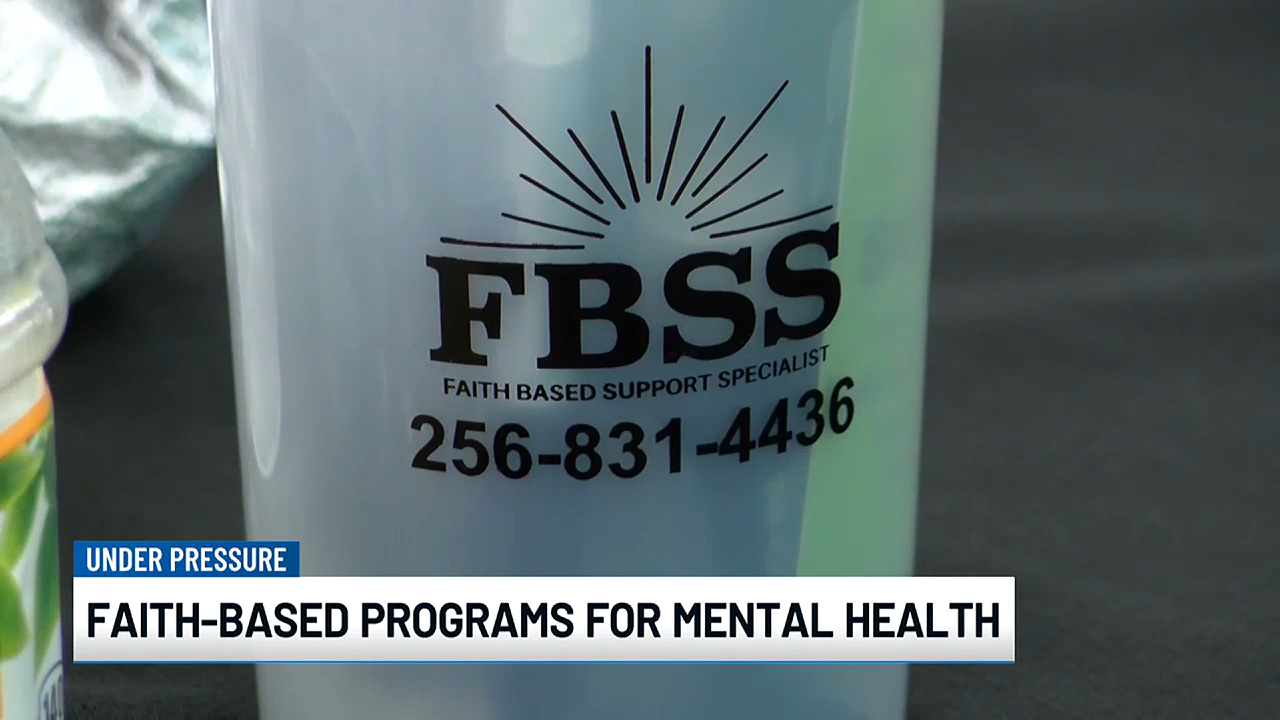 FBSS
FAITH BASED SUPPORT SPECIALIST
256-831-4436
UNDER PRESSURE
FAITH-BASED PROGRAMS FOR MENTAL HEALTH